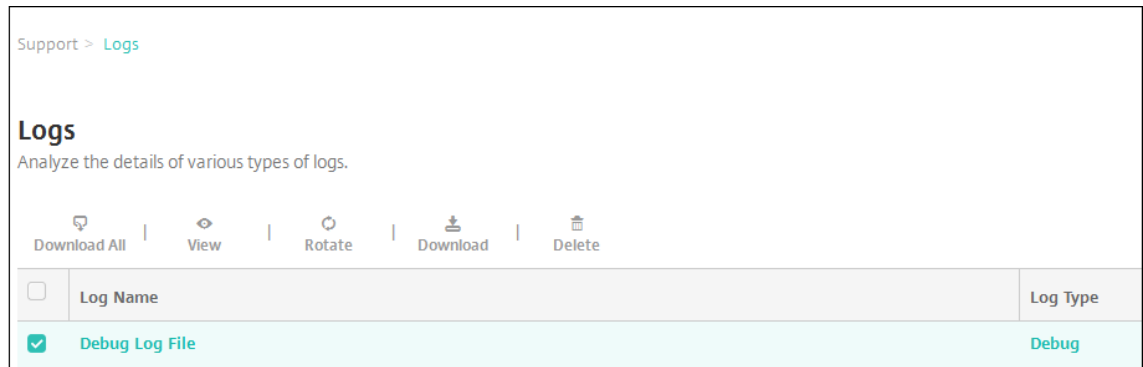 Support > Logs
Logs
Analyze the details of various types of logs.
Download All | View | Rotate | Download | Delete
Log Name Log Type
Debug Log File Debug